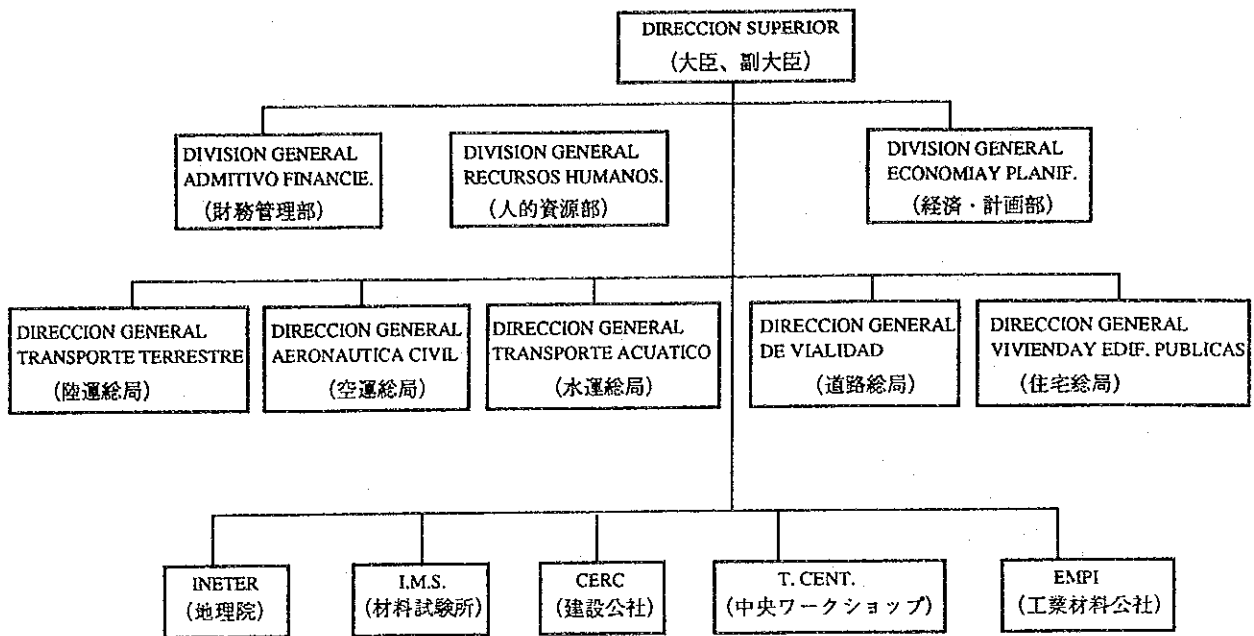 DIRECCION SUPERIOR
(大臣、副大臣)
DIVISION GENERAL
ADMITIVO FINANCIE.
(財務管理部)
DIVISION GENERAL
RECURSOS HUMANOS.
(人的資源部)
DIVISION GENERAL
ECONOMIAY PLANIF.
(経済・計画部)
DIRECCION GENERAL
TRANSPORTE TERRESTRE
(陸運総局)
DIRECCION GENERAL
AERONAUTICA CIVIL
(空運総局)
DIRECCION GENERAL
TRANSPORTE ACUATICO
(水運総局)
DIRECCION GENERAL
DE VIALIDAD
(道路総局)
DIRECCION GENERAL
VIVIENDAY EDIF. PUBLICAS
(住宅総局)
INETER
(地理院)
I.M.S.
(材料試験所)
CERC
(建設公社)
T. CENT.
(中央ワークショップ)
EMPI
(工業材料公社)